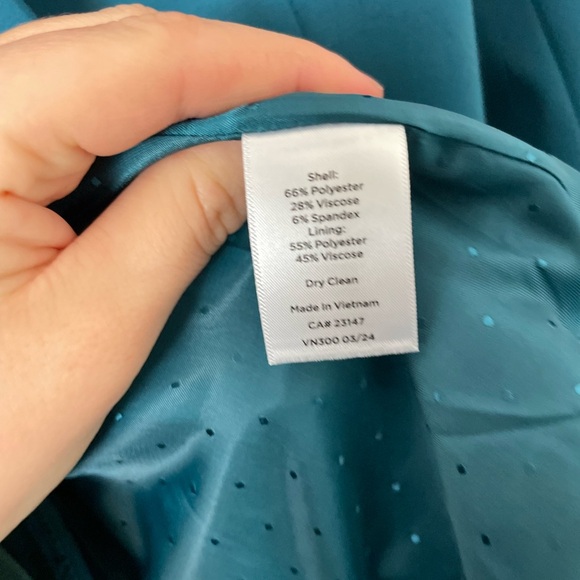 Shell:
66% Polyester
28% Viscose
6% Spandex
Lining:
55% Polyester
45% Viscose
Dry Clean
Made In Vietnam
CA# 23147
VN300 03/24